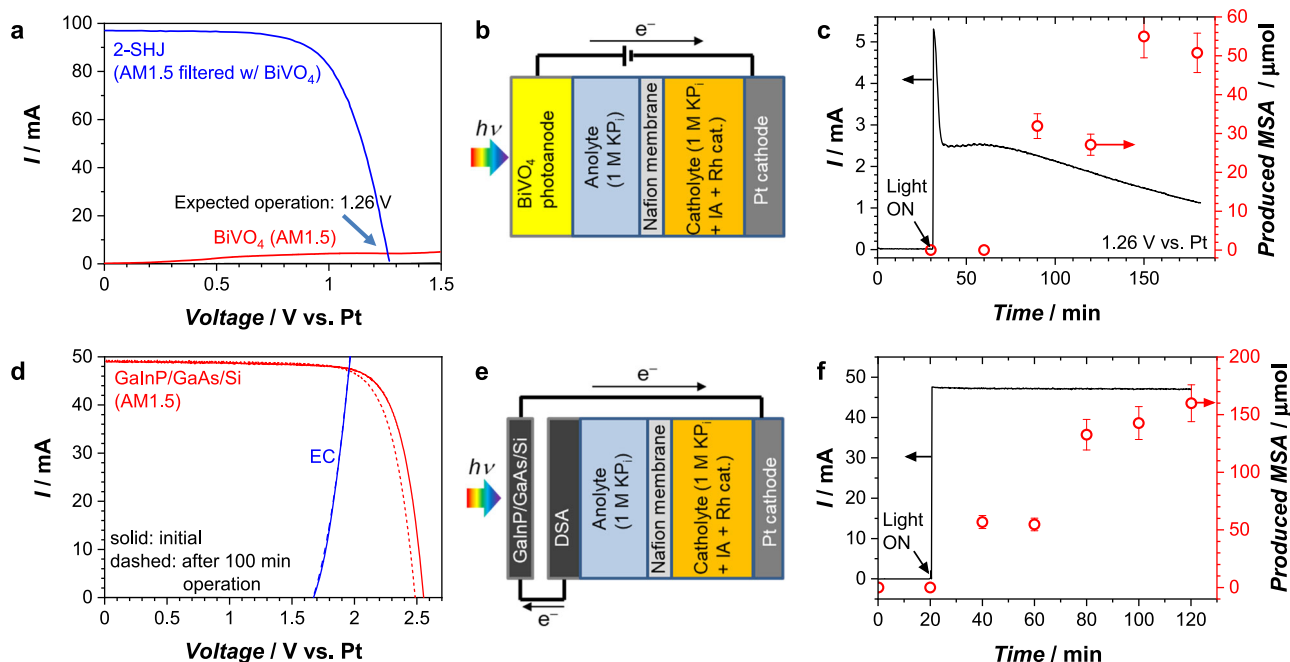 a
100
80
60
40
20
0
I / mA
2-SHJ
(AM1.5 filtered w/ BiVO₄)
Expected operation: 1.26 V
BiVO₄ (AM1.5)
0.0
0.5
1.0
1.5
Voltage / V vs. Pt
b
e⁻
hν
BiVO₄
photoanode
Anolyte
(1 M KPᵢ)
Nafion membrane
Catholyte (1 M KPᵢ
+ IA + Rh cat.)
Pt cathode
c
5
4
3
2
1
0
I / mA
Light
ON
1.26 V vs. Pt
60
50
40
30
20
10
0
Produced MSA / μmol
0
50
100
150
Time / min
d
50
40
30
20
10
0
I / mA
GaInP/GaAs/Si
(AM1.5)
EC
solid: initial
dashed: after 100 min
operation
0.0
0.5
1.0
1.5
2.0
2.5
Voltage / V vs. Pt
e
e⁻
hν
GaInP/GaAs/Si
DSA
Anolyte
(1 M KPᵢ)
Nafion membrane
Catholyte (1 M KPᵢ
+ IA + Rh cat.)
Pt cathode
e⁻
f
50
40
30
20
10
0
I / mA
Light
ON
200
150
100
50
0
Produced MSA / μmol
0
20
40
60
80
100
120
Time / min